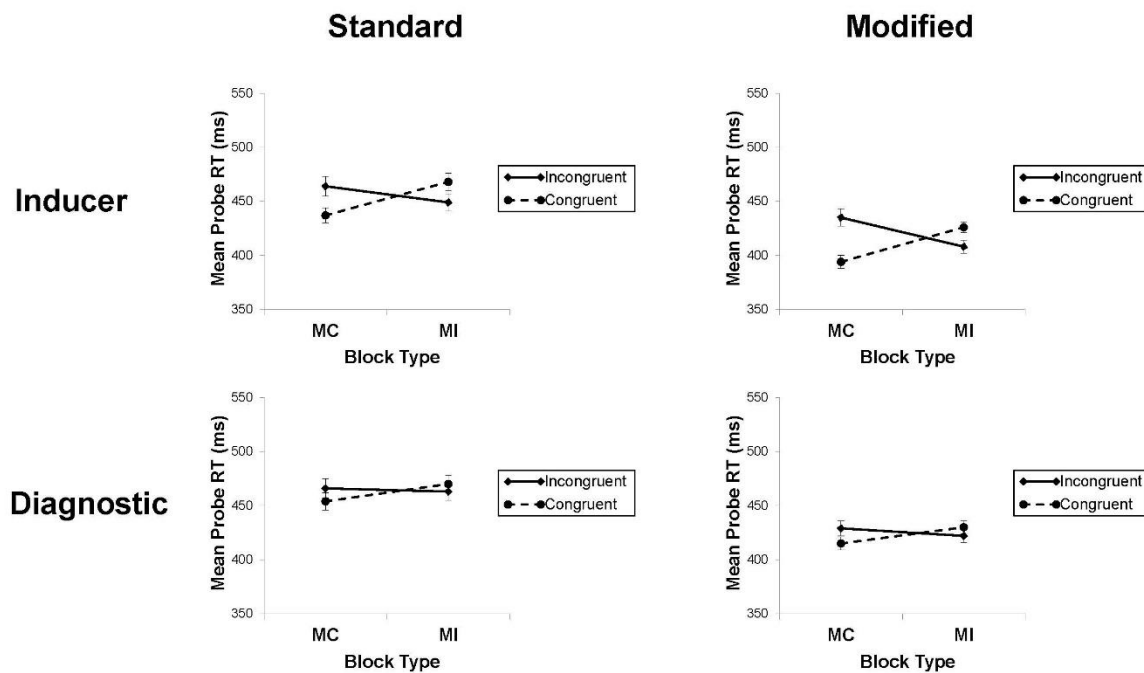 Standard
Modified
Inducer
Mean Probe RT (ms)
550
500
450
400
350
MC
MI
Block Type
Incongruent
Congruent
Mean Probe RT (ms)
550
500
450
400
350
MC
MI
Block Type
Incongruent
Congruent
Diagnostic
Mean Probe RT (ms)
550
500
450
400
350
MC
MI
Block Type
Incongruent
Congruent
Mean Probe RT (ms)
550
500
450
400
350
MC
MI
Block Type
Incongruent
Congruent